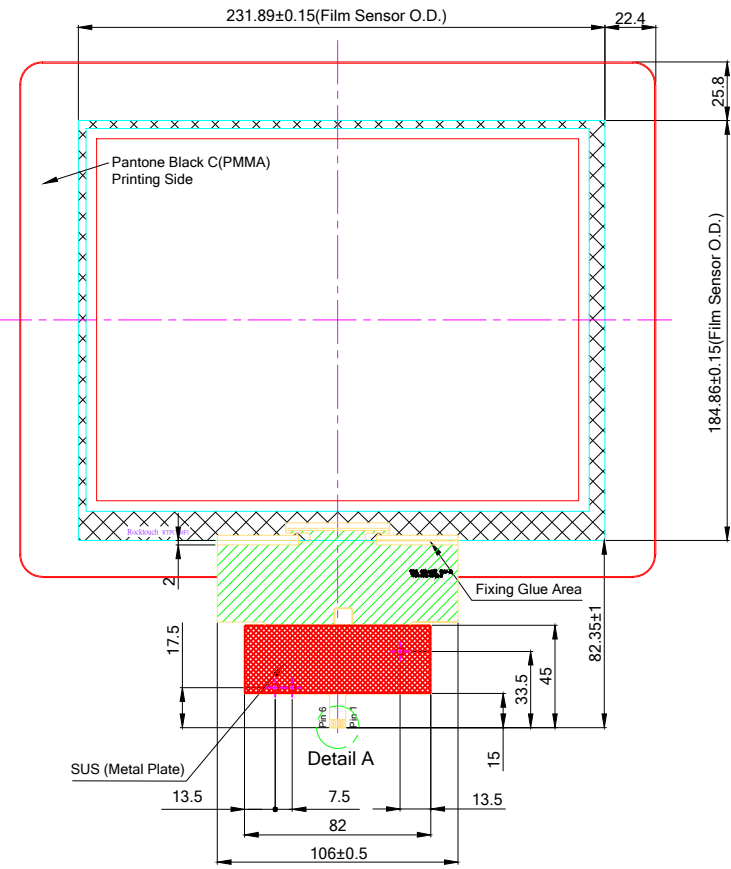 231.89±0.15(Film Sensor O.D.)
22.4
25.8
Pantone Black C(PMMA)
Printing Side
184.86±0.15(Film Sensor O.D.)
Rocktouch
2
Fixing Glue Area
17.5
82.35±1
45
33.5
15
Pin 6
Pin 1
Detail A
SUS (Metal Plate)
13.5
7.5
13.5
82
106±0.5